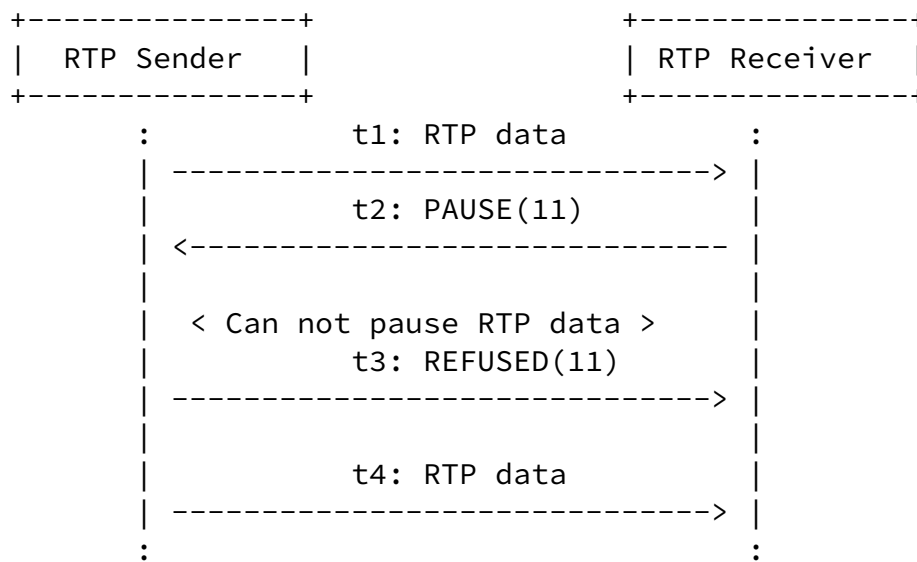 RTP Sender RTP Receiver
t1: RTP data
t2: PAUSE(11)
< Can not pause RTP data >
t3: REFUSED(11)
t4: RTP data